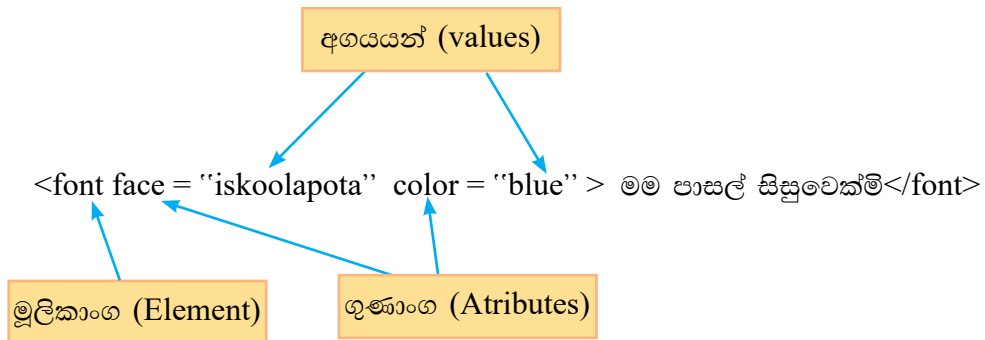 අගයයන් (values)
<font face = ‘‘iskoolapota’’ color = ‘‘blue’’ > මම පාසල් සිසුවෙක්මි</font>
මූලිකාංග (Element)
ගුණාංග (Atributes)